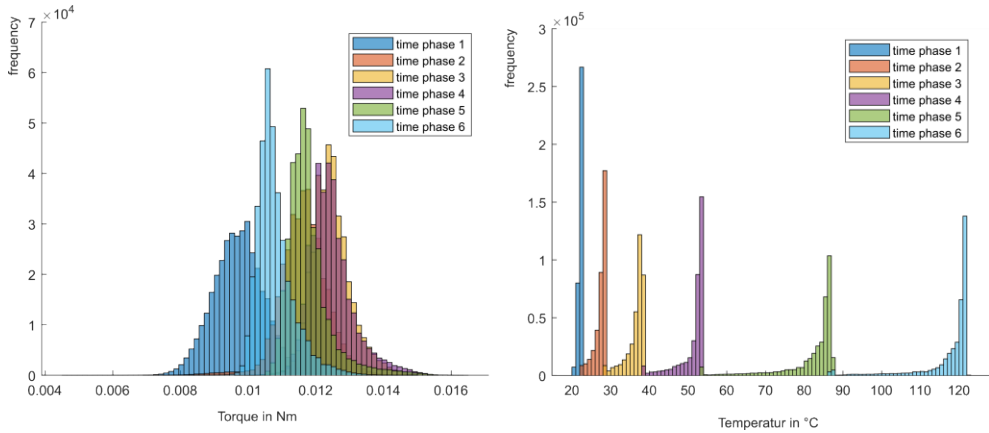 ×10⁴
7
frequency
6
5
4
3
2
1
0
0.004 0.006 0.008 0.01 0.012 0.014 0.016
Torque in Nm
time phase 1
time phase 2
time phase 3
time phase 4
time phase 5
time phase 6
×10⁵
3
frequency
2.5
2
1.5
1
0.5
0
20 30 40 50 60 70 80 90 100 110 120
Temperatur in °C
time phase 1
time phase 2
time phase 3
time phase 4
time phase 5
time phase 6